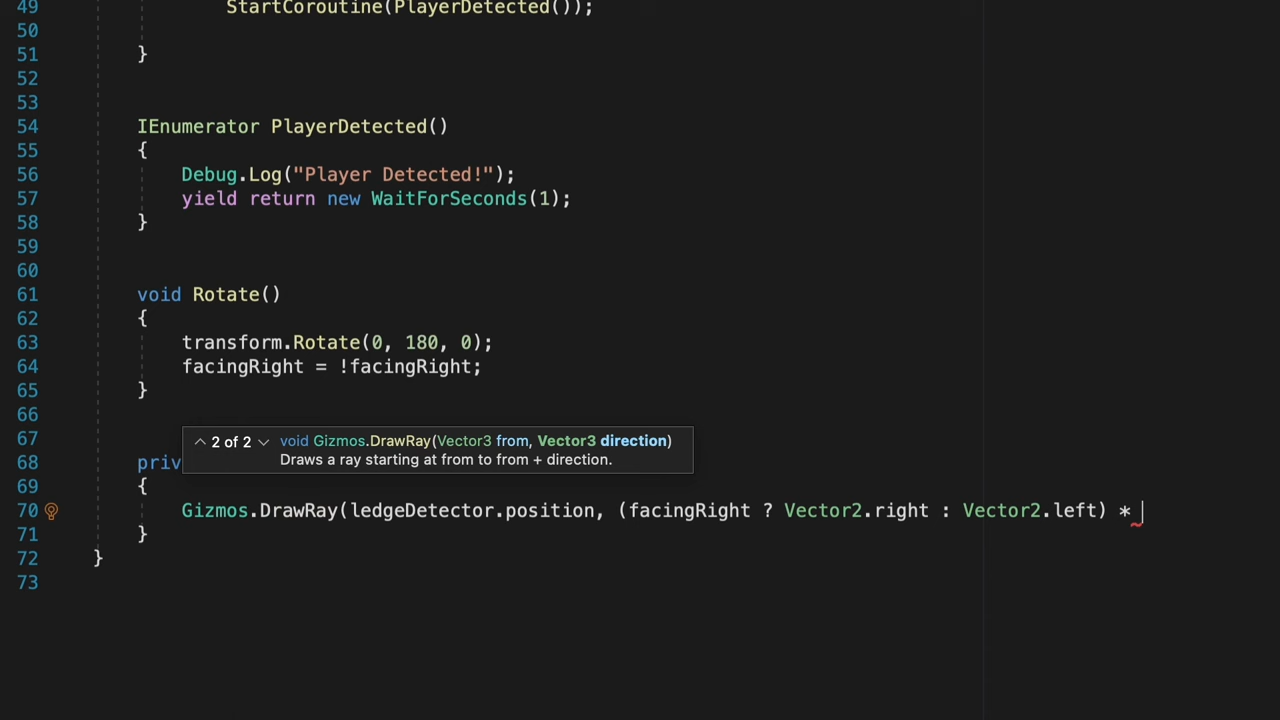 49 StartCoroutine(PlayerDetected());
50
51 }
52
53
54 IEnumerator PlayerDetected()
55 {
56 Debug.Log("Player Detected!");
57 yield return new WaitForSeconds(1);
58 }
59
60
61 void Rotate()
62 {
63 transform.Rotate(0, 180, 0);
64 facingRight = !facingRight;
65 }
66
67
2 of 2 void Gizmos.DrawRay(Vector3 from, Vector3 direction)
Draws a ray starting at from to from + direction.
68 priv
69 {
70 Gizmos.DrawRay(ledgeDetector.position, (facingRight ? Vector2.right : Vector2.left) *
71 }
72 }
73